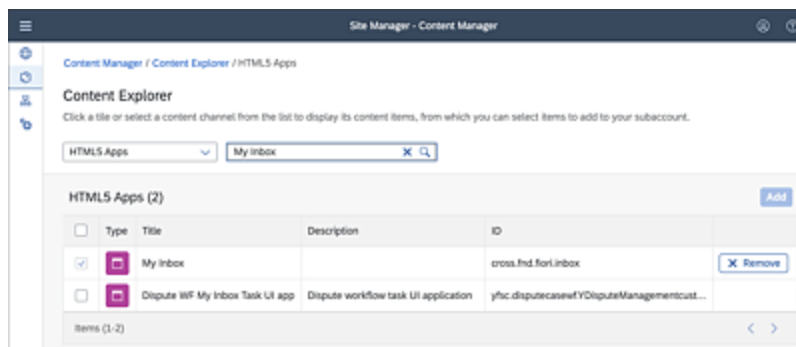 Site Manager - Content Manager
Content Manager / Content Explorer / HTML5 Apps
Content Explorer
Click a tile or select a content channel from the list to display its content items, from which you can select items to add to your subaccount.
HTML5 Apps
My Inbox
HTML5 Apps (2)
Add
Type Title Description ID
My Inbox cross.fnd.fiori.inbox Remove
Dispute WF My Inbox Task UI app Dispute workflow task UI application yfsc.disputecasewf.YDisputeManagementcust...
Items (1-2)